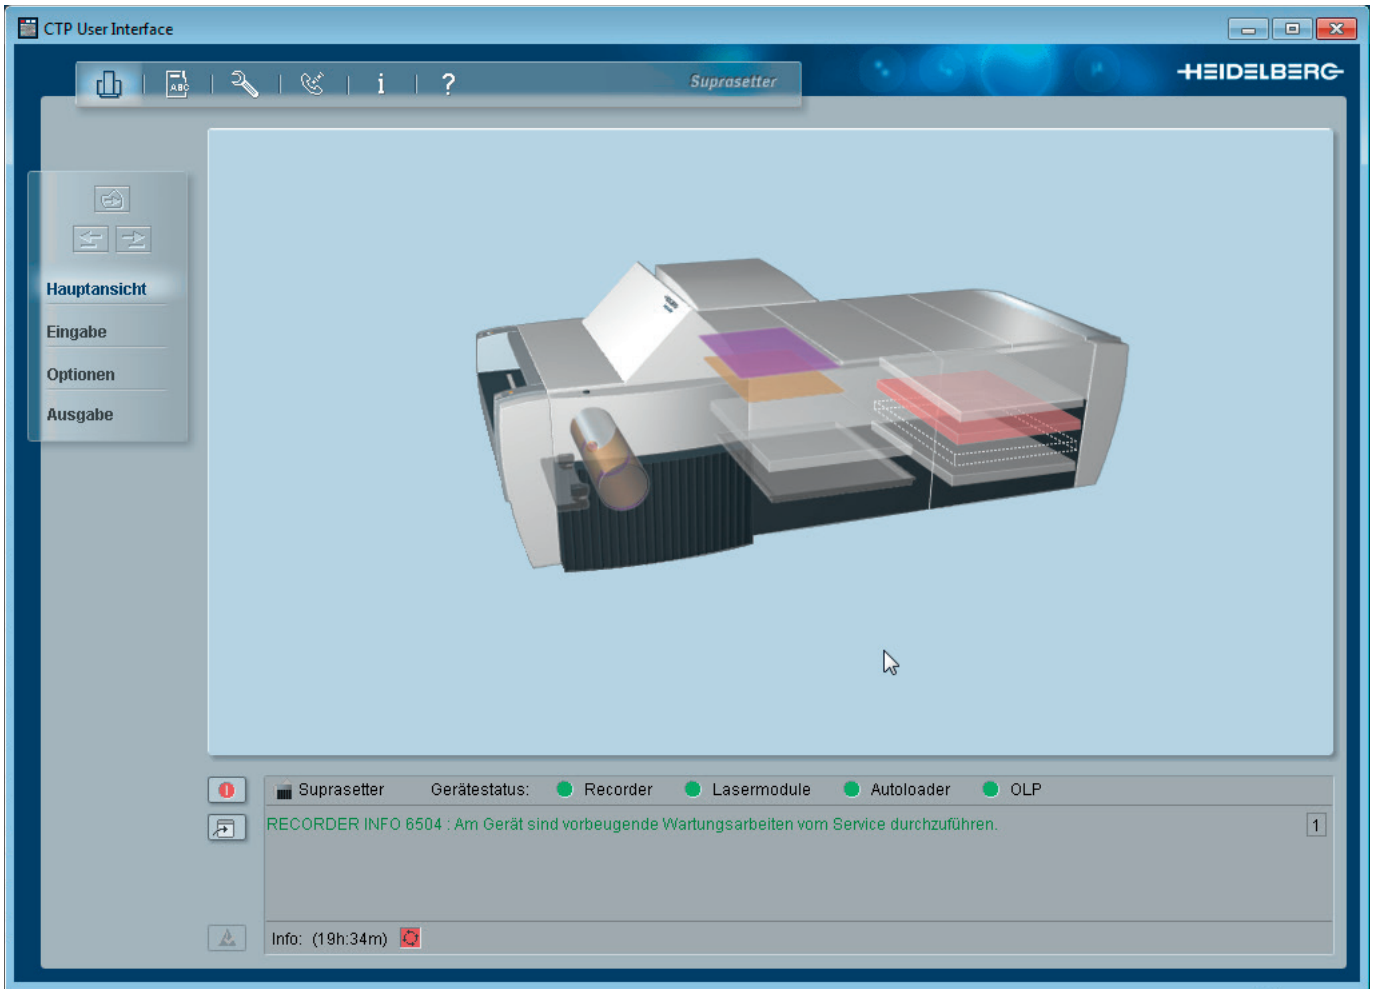 CTP User Interface
i ?
Suprasetter
HEIDELBERG
ABC
Hauptansicht
Eingabe
Optionen
Ausgabe
Suprasetter Gerätestatus: Recorder Lasermodule Autoloader OLP
RECORDER INFO 6504 : Am Gerät sind vorbeugende Wartungsarbeiten vom Service durchzuführen. 1
Info: (19h:34m)